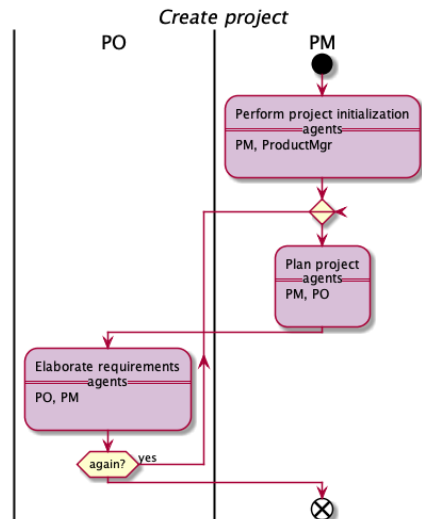 Create project
PO
PM
Perform project initialization
agents
PM, ProductMgr
Plan project
agents
PM, PO
Elaborate requirements
agents
PO, PM
again?
yes